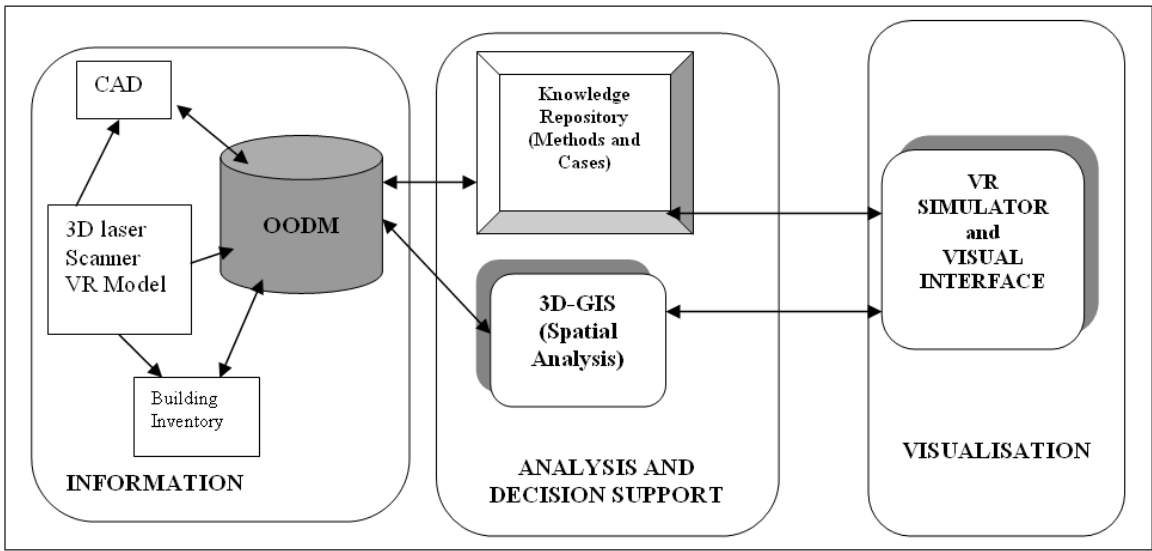 CAD
3D laser
Scanner
VR Model
OODM
Building
Inventory
INFORMATION
Knowledge
Repository
(Methods and
Cases)
3D-GIS
(Spatial
Analysis)
ANALYSIS AND
DECISION SUPPORT
VR
SIMULATOR
and
VISUAL
INTERFACE
VISUALISATION